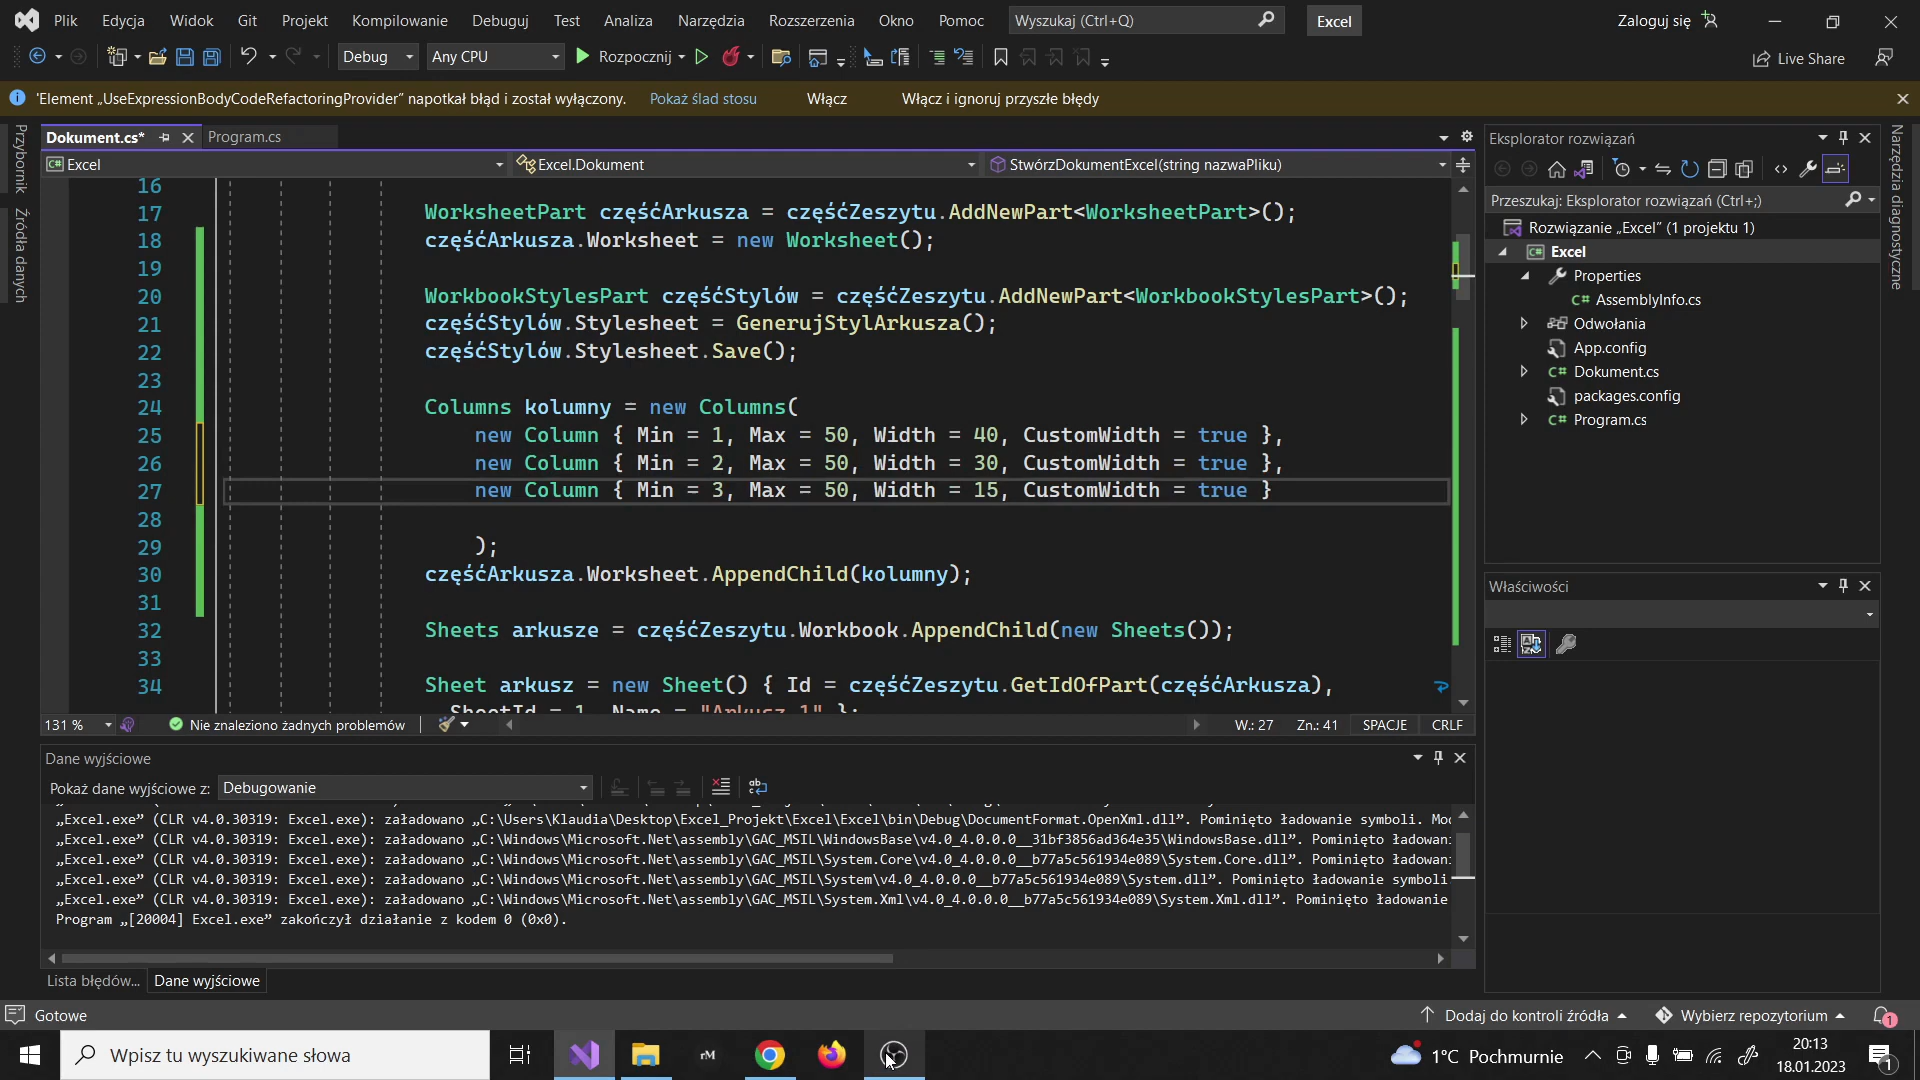 Plik Edycja Widok Git Projekt Kompilowanie Debuguj Test Analiza Narzędzia Rozszerzenia Okno Pomoc Wyszukaj (Ctrl+Q) Excel Zaloguj się
Debug Any CPU Rozpocznij Live Share
'Element „UseExpressionBodyCodeRefactoringProvider” napotkał błąd i został wyłączony. Pokaż ślad stosu Włącz Włącz i ignoruj przyszłe błędy
Przybornik
Źródła danych
Dokument.cs* Program.cs
Excel Excel.Dokument StwórzDokumentExcel(string nazwaPliku)
16
17 WorksheetPart częśćArkusza = częśćZeszytu.AddNewPart<WorksheetPart>();
18 częśćArkusza.Worksheet = new Worksheet();
19
20 WorkbookStylesPart częśćStylów = częśćZeszytu.AddNewPart<WorkbookStylesPart>();
21 częśćStylów.Stylesheet = GenerujStylArkusza();
22 częśćStylów.Stylesheet.Save();
23
24 Columns kolumny = new Columns(
25 new Column { Min = 1, Max = 50, Width = 40, CustomWidth = true },
26 new Column { Min = 2, Max = 50, Width = 30, CustomWidth = true },
27 new Column { Min = 3, Max = 50, Width = 15, CustomWidth = true }
28
29 );
30 częśćArkusza.Worksheet.AppendChild(kolumny);
31
32 Sheets arkusze = częśćZeszytu.Workbook.AppendChild(new Sheets());
33
34 Sheet arkusz = new Sheet() { Id = częśćZeszytu.GetIdOfPart(częśćArkusza),
SheetId = 1, Name = "Arkusz 1" };
131 % Nie znaleziono żadnych problemów W.: 27 Zn.: 41 SPACJE CRLF
Dane wyjściowe
Pokaż dane wyjściowe z: Debugowanie
„Excel.exe” (CLR v4.0.30319: Excel.exe): załadowano „C:\Users\Klaudia\Desktop\Excel_Projekt\Excel\Excel\bin\Debug\DocumentFormat.OpenXml.dll”. Pominięto ładowanie symboli. Mo
„Excel.exe” (CLR v4.0.30319: Excel.exe): załadowano „C:\Windows\Microsoft.Net\assembly\GAC_MSIL\WindowsBase\v4.0_4.0.0.0__31bf3856ad364e35\WindowsBase.dll”. Pominięto ładowani
„Excel.exe” (CLR v4.0.30319: Excel.exe): załadowano „C:\Windows\Microsoft.Net\assembly\GAC_MSIL\System.Core\v4.0_4.0.0.0__b77a5c561934e089\System.Core.dll”. Pominięto ładowani
„Excel.exe” (CLR v4.0.30319: Excel.exe): załadowano „C:\Windows\Microsoft.Net\assembly\GAC_MSIL\System\v4.0_4.0.0.0__b77a5c561934e089\System.dll”. Pominięto ładowanie symboli
„Excel.exe” (CLR v4.0.30319: Excel.exe): załadowano „C:\Windows\Microsoft.Net\assembly\GAC_MSIL\System.Xml\v4.0_4.0.0.0__b77a5c561934e089\System.Xml.dll”. Pominięto ładowanie
Program „[20004] Excel.exe” zakończył działanie z kodem 0 (0x0).
Lista błędów... Dane wyjściowe
Eksplorator rozwiązań
Przeszukaj: Eksplorator rozwiązań (Ctrl+;)
Rozwiązanie „Excel” (1 projektu 1)
Excel
Properties
AssemblyInfo.cs
Odwołania
App.config
Dokument.cs
packages.config
Program.cs
Właściwości
Narzędzia diagnostyczne
Gotowe Dodaj do kontroli źródła Wybierz repozytorium 1
Wpisz tu wyszukiwane słowa rM 1°C Pochmurnie 20:13
18.01.2023 1